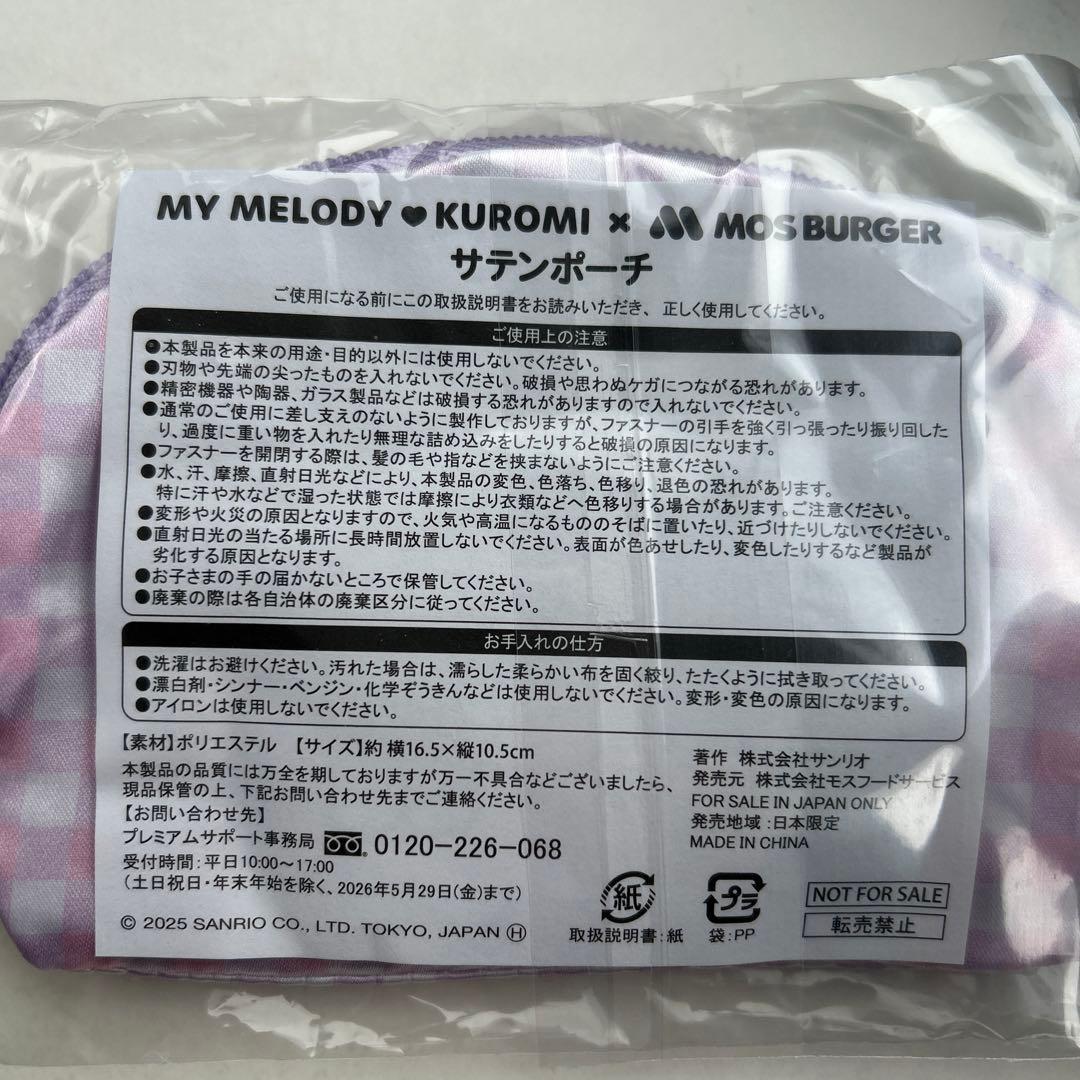 MY MELODY ♥ KUROMI × MOS BURGER
サテンポーチ
ご使用になる前にこの取扱説明書をお読みいただき、正しく使用してください。
ご使用上の注意
●本製品を本来の用途・目的以外には使用しないでください。
●刃物や先端の尖ったものを入れないでください。破損や思わぬケガにつながる恐れがあります。
●精密機器や陶器、ガラス製品などは破損する恐れがありますので入れないでください。
●通常のご使用に差し支えのないように製作しておりますが、ファスナーの引手を強く引っ張ったり振り回した
り、過度に重い物を入れたり無理な詰め込みをしたりすると破損の原因になります。
●ファスナーを開閉する際は、髪の毛や指などを挟まないようにご注意ください。
●水、汗、摩擦、直射日光などにより、本製品の変色、色落ち、色移り、退色の恐れがあります。
特に汗や水などで湿った状態では摩擦により衣類などへ色移りする場合があります。ご注意ください。
●変形や火災の原因となりますので、火気や高温になるもののそばに置いたり、近づけたりしないでください。
●直射日光の当たる場所に長時間放置しないでください。表面が色あせしたり、変色したりするなど製品が
劣化する原因となります。
●お子さまの手の届かないところで保管してください。
●廃棄の際は各自治体の廃棄区分に従ってください。
お手入れの仕方
●洗濯はお避けください。汚れた場合は、濡らした柔らかい布を固く絞り、たたくように拭き取ってください。
●漂白剤・シンナー・ベンジン・化学ぞうきんなどは使用しないでください。変形・変色の原因になります。
●アイロンは使用しないでください。
【素材】ポリエステル 【サイズ】約 横16.5×縦10.5cm
本製品の品質には万全を期しておりますが万一不具合などございましたら、
現品保管の上、下記お問い合わせ先までご連絡ください。
【お問い合わせ先】
プレミアムサポート事務局 0120-226-068
受付時間：平日10:00～17:00
（土日祝日・年末年始を除く、2026年5月29日(金)まで）
© 2025 SANRIO CO., LTD. TOKYO, JAPAN Ⓗ
著作 株式会社サンリオ
発売元 株式会社モスフードサービス
FOR SALE IN JAPAN ONLY
発売地域：日本限定
MADE IN CHINA
紙
取扱説明書：紙
プラ
袋：PP
NOT FOR SALE
転売禁止